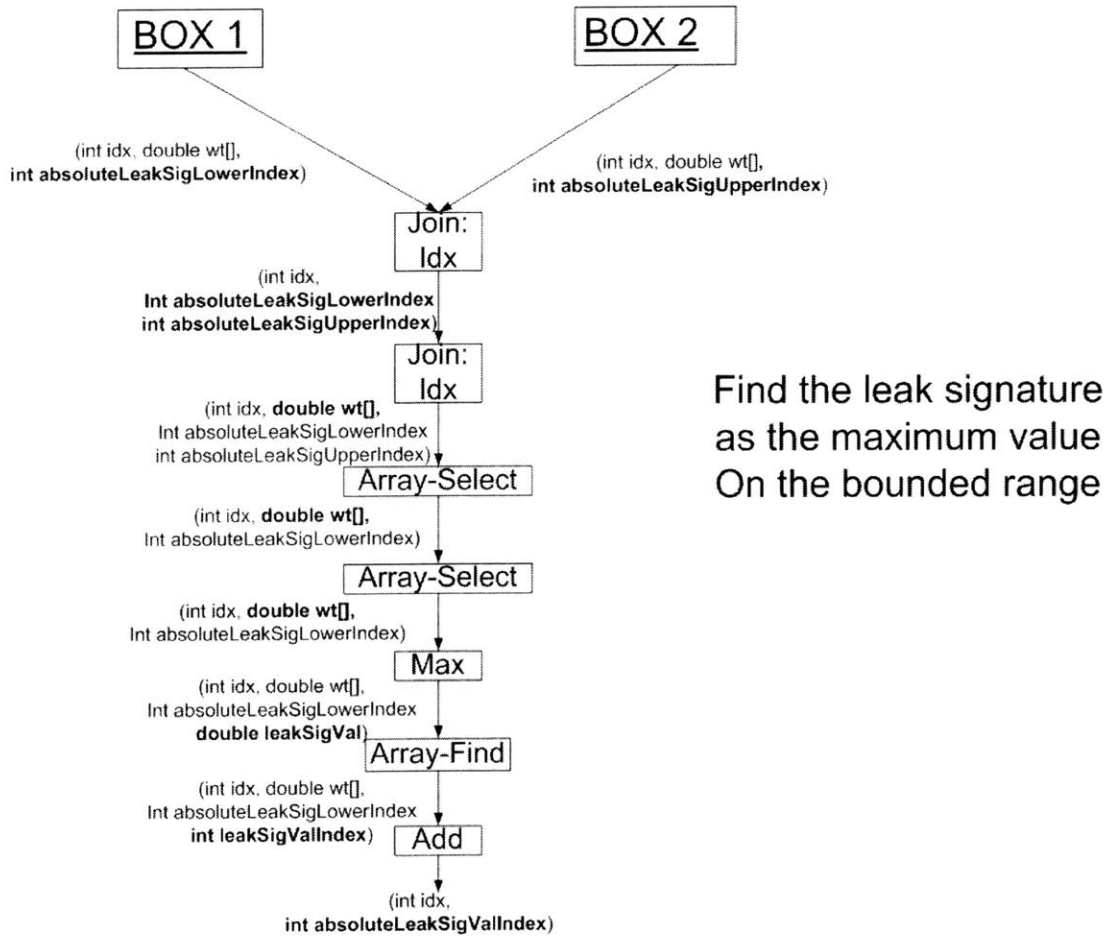 BOX 1
BOX 2
(int idx, double wt[],
int absoluteLeakSigLowerIndex)
(int idx, double wt[],
int absoluteLeakSigUpperIndex)
Join:
Idx
(int idx,
Int absoluteLeakSigLowerIndex
int absoluteLeakSigUpperIndex)
Join:
Idx
(int idx, double wt[],
Int absoluteLeakSigLowerIndex
int absoluteLeakSigUpperIndex)
Find the leak signature
as the maximum value
On the bounded range
Array-Select
(int idx, double wt[],
Int absoluteLeakSigLowerIndex)
Array-Select
(int idx, double wt[],
Int absoluteLeakSigLowerIndex)
Max
(int idx, double wt[],
Int absoluteLeakSigLowerIndex
double leakSigVal)
Array-Find
(int idx, double wt[],
Int absoluteLeakSigLowerIndex
int leakSigValIndex)
Add
(int idx,
int absoluteLeakSigValIndex)